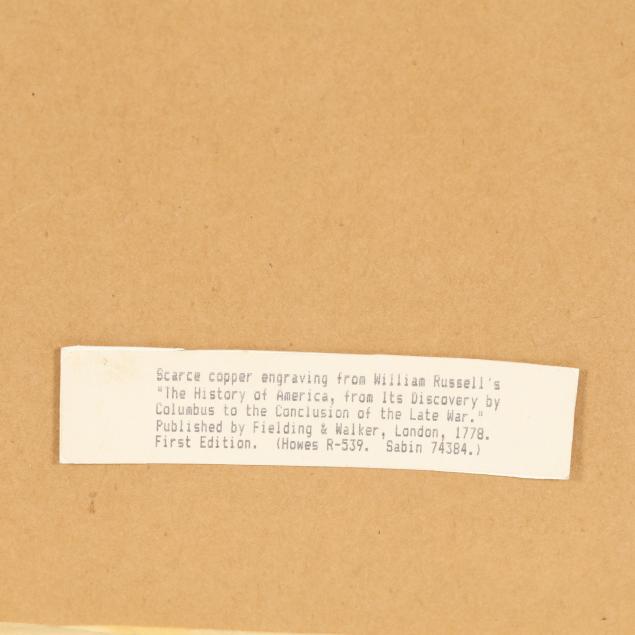 Scarce copper engraving from William Russell's
"The History of America, from Its Discovery by
Columbus to the Conclusion of the Late War."
Published by Fielding & Walker, London, 1778.
First Edition.  (Howes R-539.  Sabin 74384.)